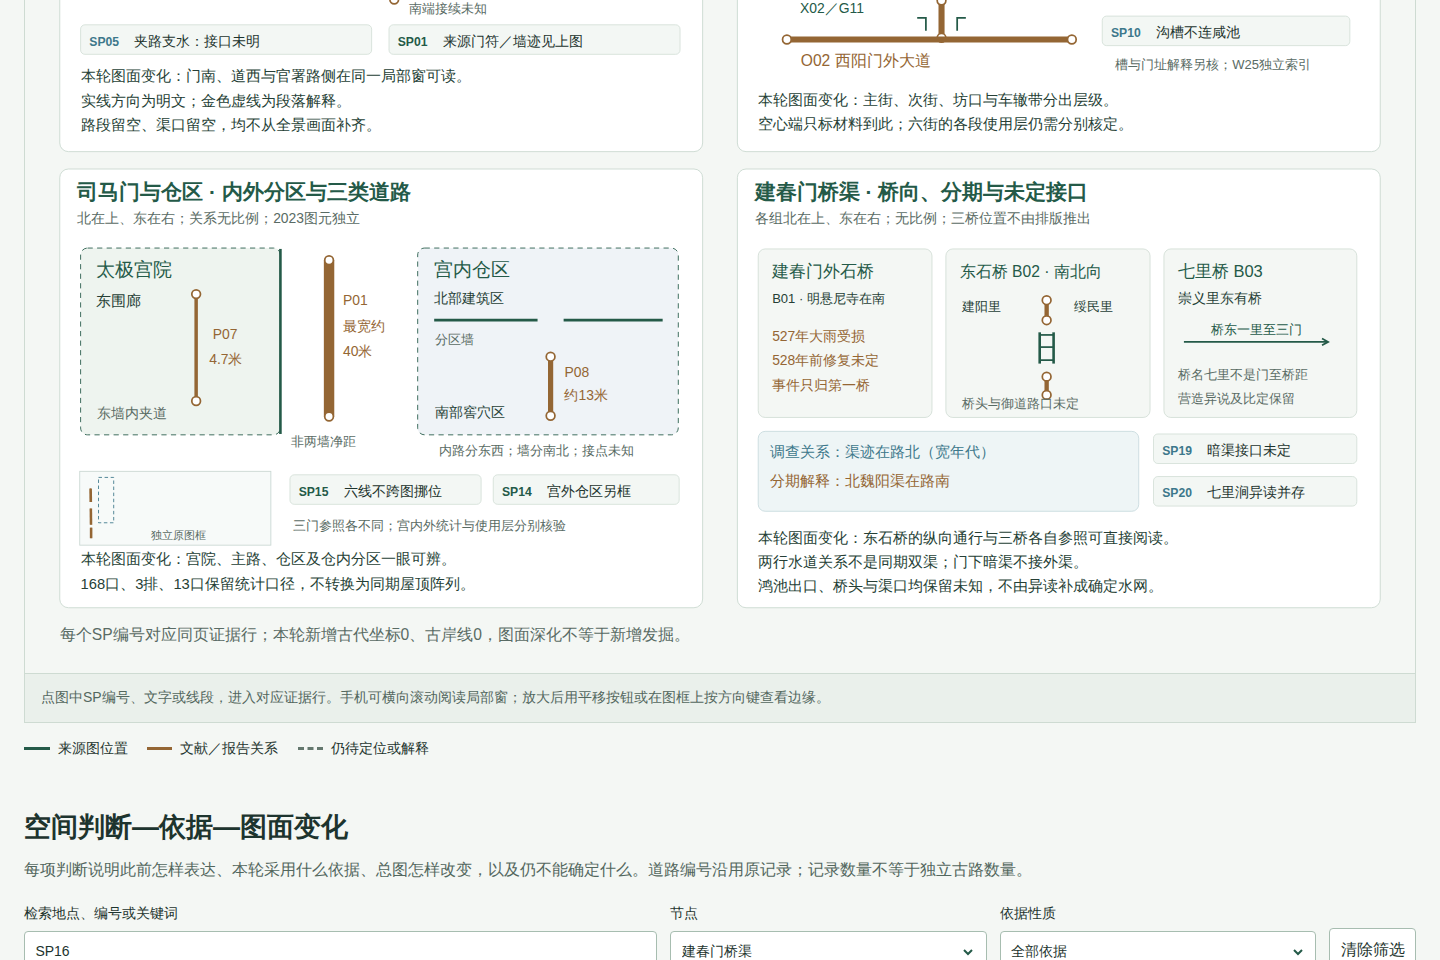 南端接续未知
SP05 夹路支水：接口未明
SP01 来源门符／墙迹见上图
本轮图面变化：门南、道西与官署路侧在同一局部窗可读。
实线方向为明文；金色虚线为段落解释。
路段留空、渠口留空，均不从全景画面补齐。
X02／G11
O02 西阳门外大道
SP10 沟槽不连咸池
槽与门址解释另核；W25独立索引
本轮图面变化：主街、次街、坊口与车辙带分出层级。
空心端只标材料到此；六街的各段使用层仍需分别核定。
司马门与仓区 · 内外分区与三类道路
北在上、东在右；关系无比例；2023图元独立
太极宫院
东围廊
P07
4.7米
东墙内夹道
P01
最宽约
40米
非两墙净距
宫内仓区
北部建筑区
分区墙
P08
约13米
南部窖穴区
内路分东西；墙分南北；接点未知
独立原图框
SP15 六线不跨图挪位
SP14 宫外仓区另框
三门参照各不同；宫内外统计与使用层分别核验
本轮图面变化：宫院、主路、仓区及仓内分区一眼可辨。
168口、3排、13口保留统计口径，不转换为同期屋顶阵列。
建春门桥渠 · 桥向、分期与未定接口
各组北在上、东在右；无比例；三桥位置不由排版推出
建春门外石桥
B01 · 明悬尼寺在南
527年大雨受损
528年前修复未定
事件只归第一桥
东石桥 B02 · 南北向
建阳里
绥民里
桥头与御道路口未定
七里桥 B03
崇义里东有桥
桥东一里至三门
桥名七里不是门至桥距
营造异说及比定保留
调查关系：渠迹在路北（宽年代）
分期解释：北魏阳渠在路南
SP19 暗渠接口未定
SP20 七里涧异读并存
本轮图面变化：东石桥的纵向通行与三桥各自参照可直接阅读。
两行水道关系不是同期双渠；门下暗渠不接外渠。
鸿池出口、桥头与渠口均保留未知，不由异读补成确定水网。
每个SP编号对应同页证据行；本轮新增古代坐标0、古岸线0，图面深化不等于新增发掘。
点图中SP编号、文字或线段，进入对应证据行。手机可横向滚动阅读局部窗；放大后用平移按钮或在图框上按方向键查看边缘。
来源图位置
文献／报告关系
仍待定位或解释
空间判断—依据—图面变化
每项判断说明此前怎样表达、本轮采用什么依据、总图怎样改变，以及仍不能确定什么。道路编号沿用原记录；记录数量不等于独立古路数量。
检索地点、编号或关键词
节点
依据性质
SP16
建春门桥渠
全部依据
清除筛选